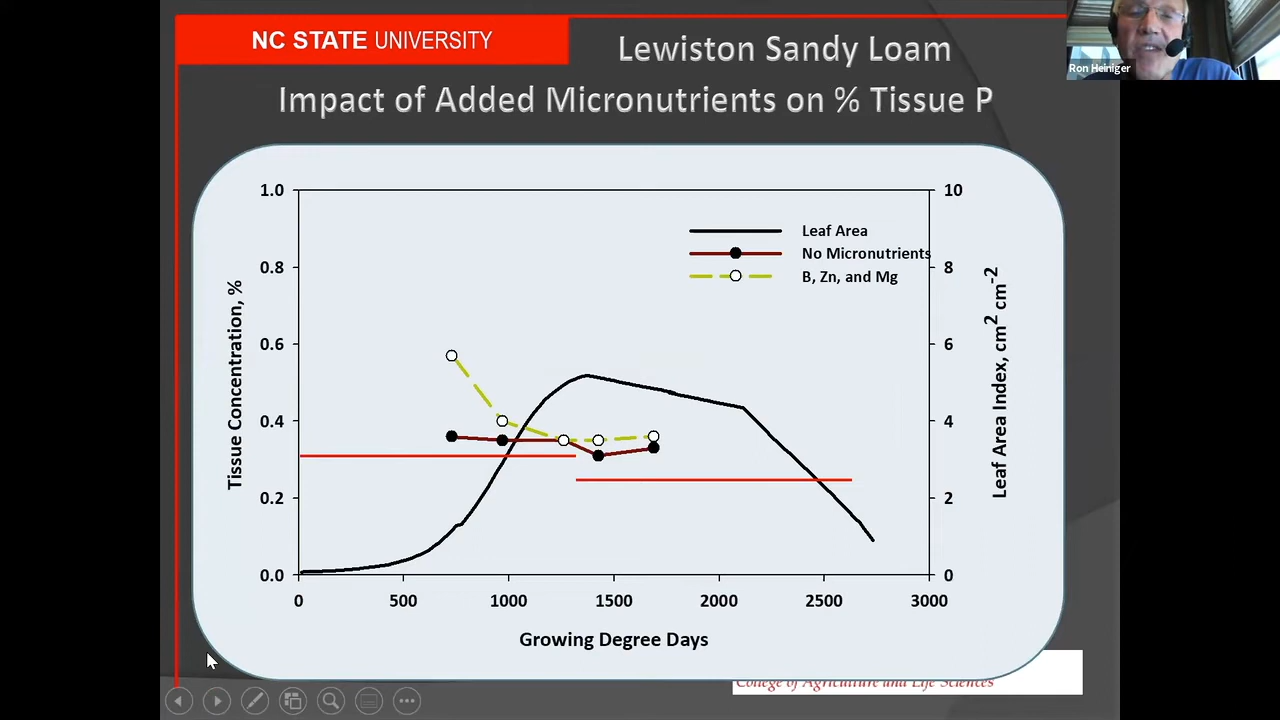 NC STATE UNIVERSITY
Lewiston Sandy Loam
Impact of Added Micronutrients on % Tissue P
Ron Heiniger
1.0
0.8
0.6
0.4
0.2
0.0
Tissue Concentration, %
Leaf Area
No Micronutrients
B, Zn, and Mg
10
8
6
4
2
0
Leaf Area Index, cm2 cm-2
0
500
1000
1500
2000
2500
3000
Growing Degree Days
College of Agriculture and Life Sciences